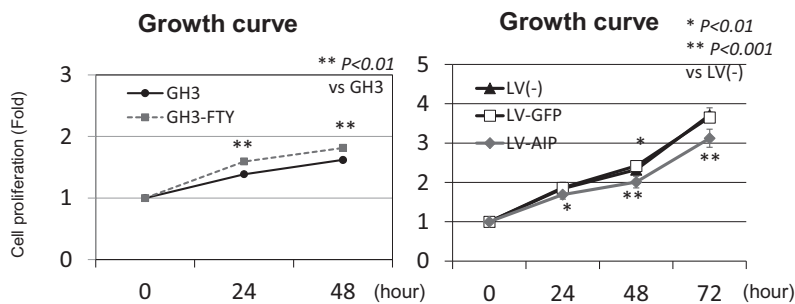 Growth curve
** P<0.01
vs GH3
GH3
GH3-FTY
**
**
3
2
1
0
Cell proliferation (Fold)
0 24 48 (hour)
Growth curve
* P<0.01
** P<0.001
vs LV(-)
LV(-)
LV-GFP
LV-AIP
*
**
*
**
5
4
3
2
1
0
0 24 48 72 (hour)